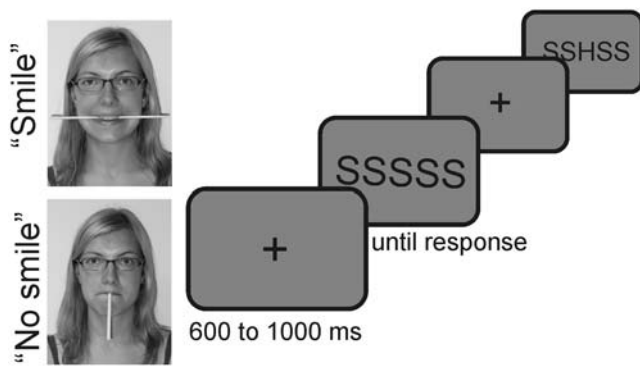 “Smile”
“No smile”
+
600 to 1000 ms
SSSSS
until response
+
SSHSS